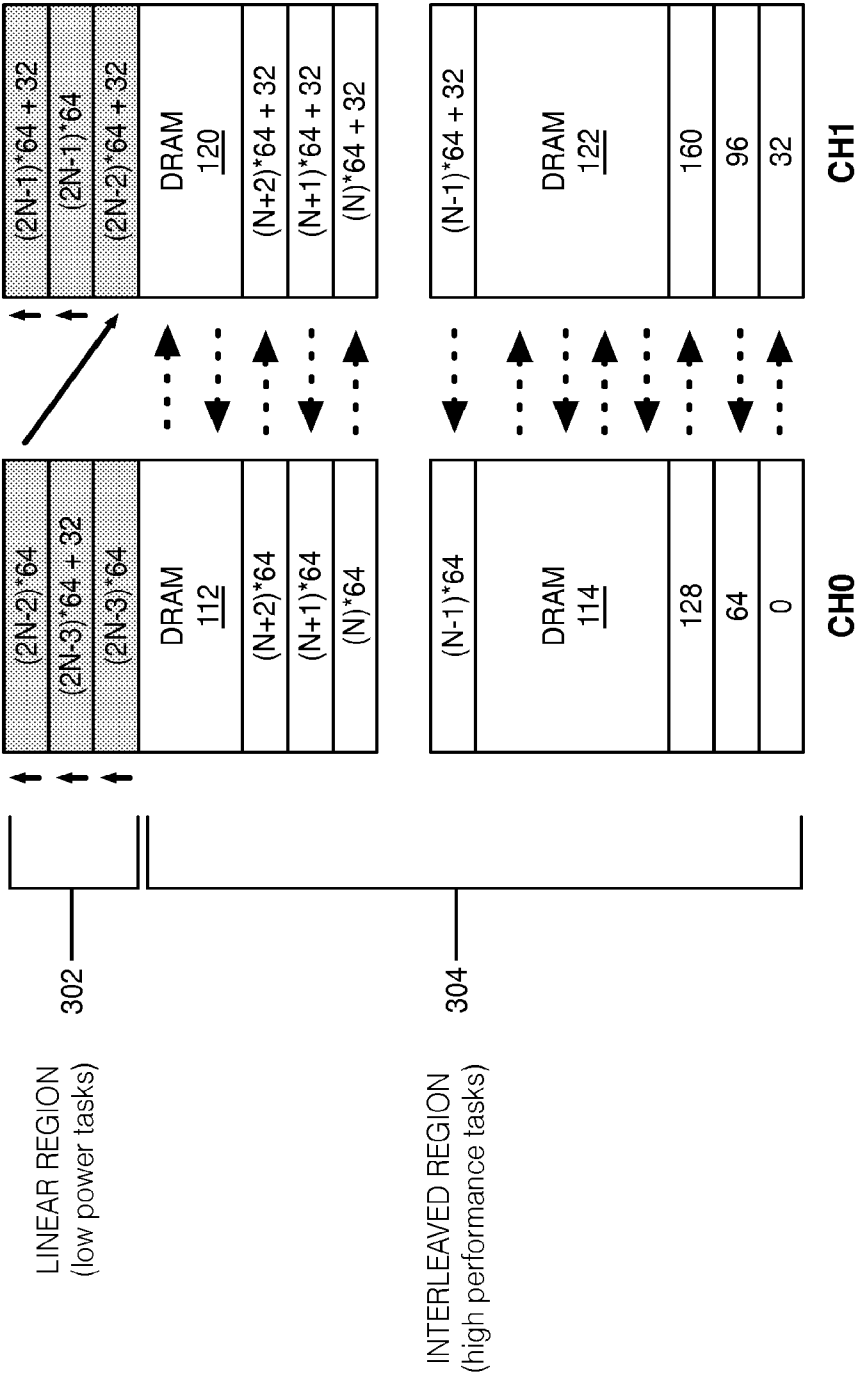 LINEAR REGION
(low power tasks)
302
INTERLEAVED REGION
(high performance tasks)
304
(2N-2)*64
(2N-3)*64 + 32
(2N-3)*64
DRAM
112
(N+2)*64
(N+1)*64
(N)*64
(N-1)*64
DRAM
114
128
64
0
CH0
(2N-1)*64 + 32
(2N-1)*64
(2N-2)*64 + 32
DRAM
120
(N+2)*64 + 32
(N+1)*64 + 32
(N)*64 + 32
(N-1)*64 + 32
DRAM
122
160
96
32
CH1